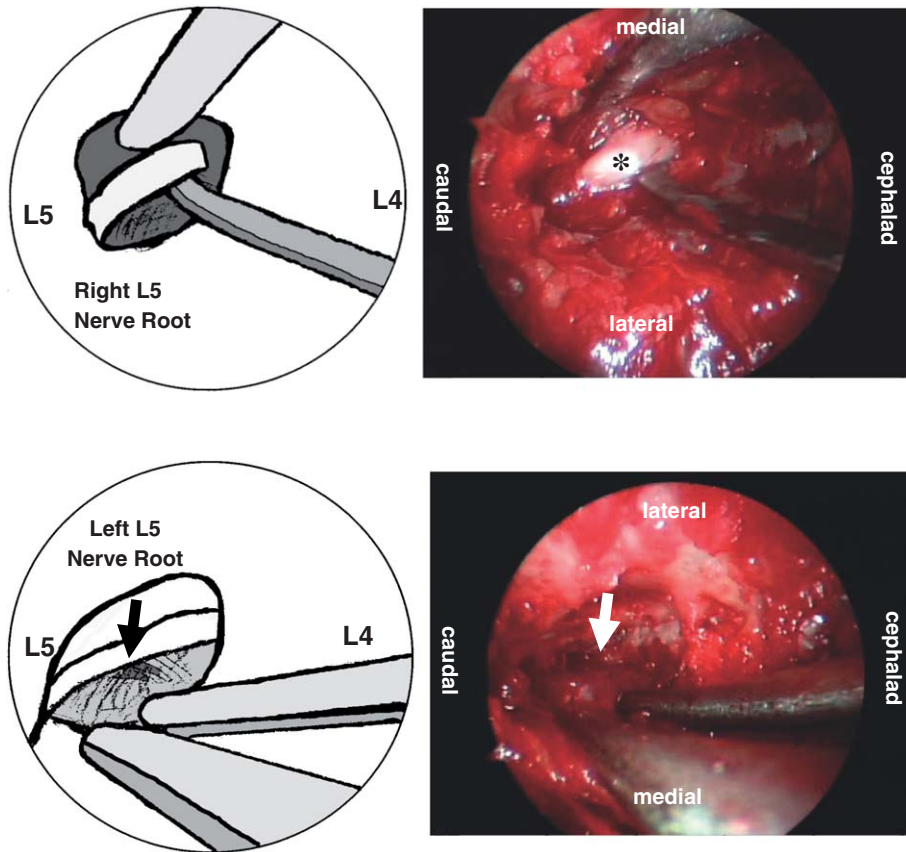 L5
L4
Right L5
Nerve Root
medial
caudal
*
cephalad
lateral
Left L5
Nerve Root
L5
L4
lateral
caudal
cephalad
medial